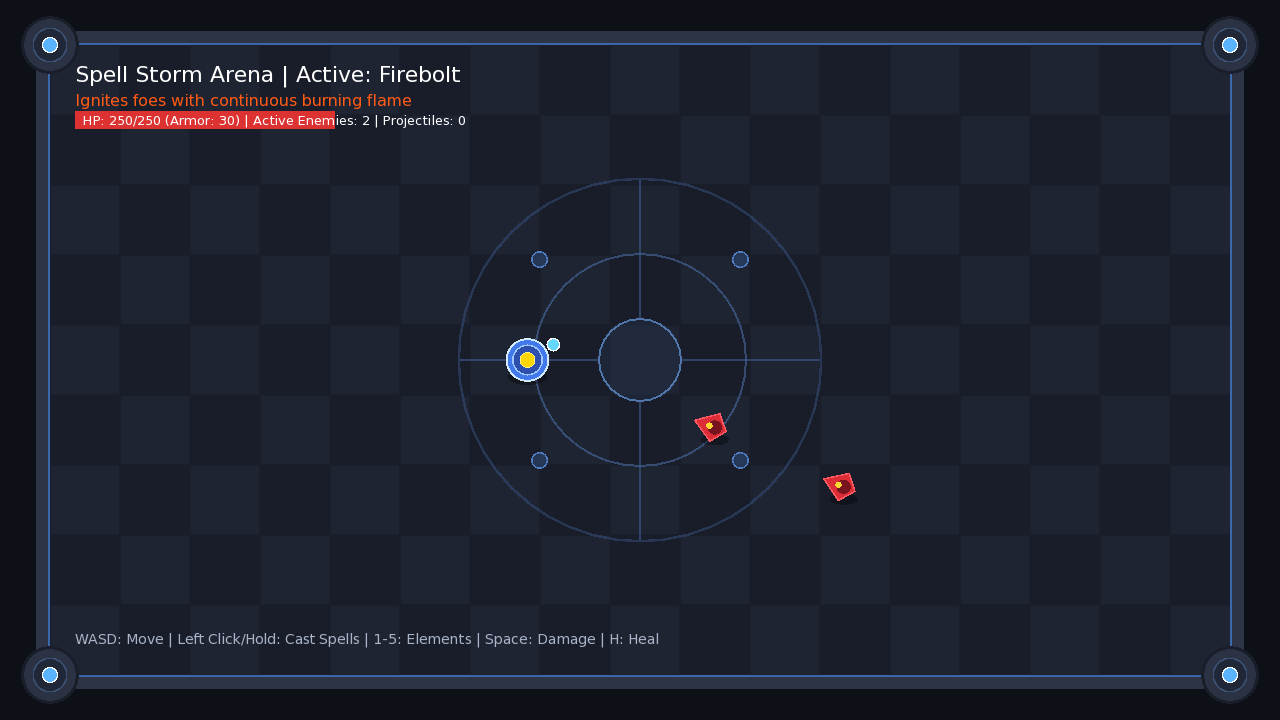 Spell Storm Arena | Active: Firebolt
Ignites foes with continuous burning flame
HP: 250/250 (Armor: 30) | Active Enemies: 2 | Projectiles: 0
WASD: Move | Left Click/Hold: Cast Spells | 1-5: Elements | Space: Damage | H: Heal